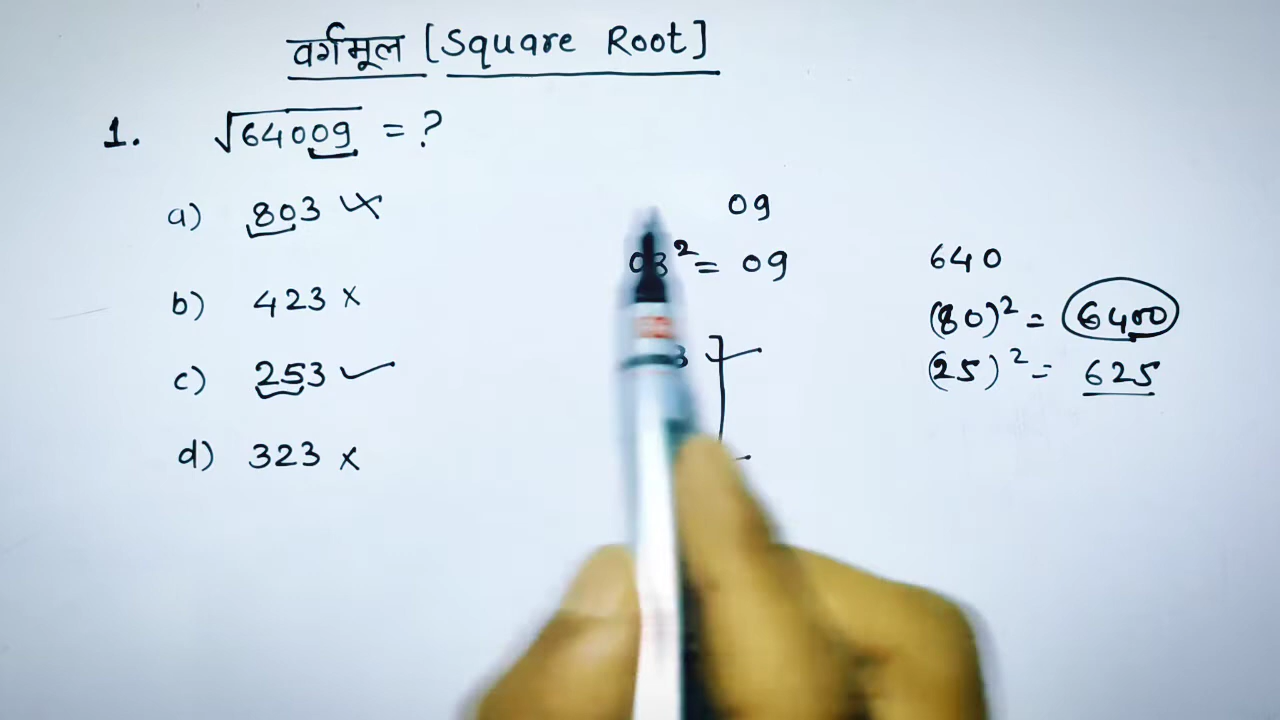 वर्गमूल [Square Root]
1. √64009 = ?
a) 803
b) 423
c) 253
d) 323
09
03² = 09
3
640
(80)² = 6400
(25)² = 625